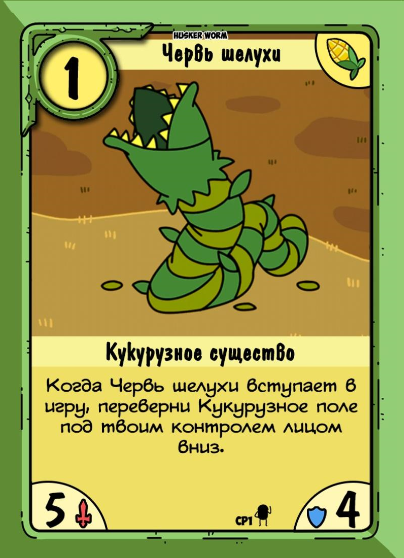 HUSKER WORM
1
Червь шелухи
Кукурузное существо
Когда Червь шелухи вступает в
игру, переверни Кукурузное поле
под твоим контролем лицом
вниз.
5
CP1
4